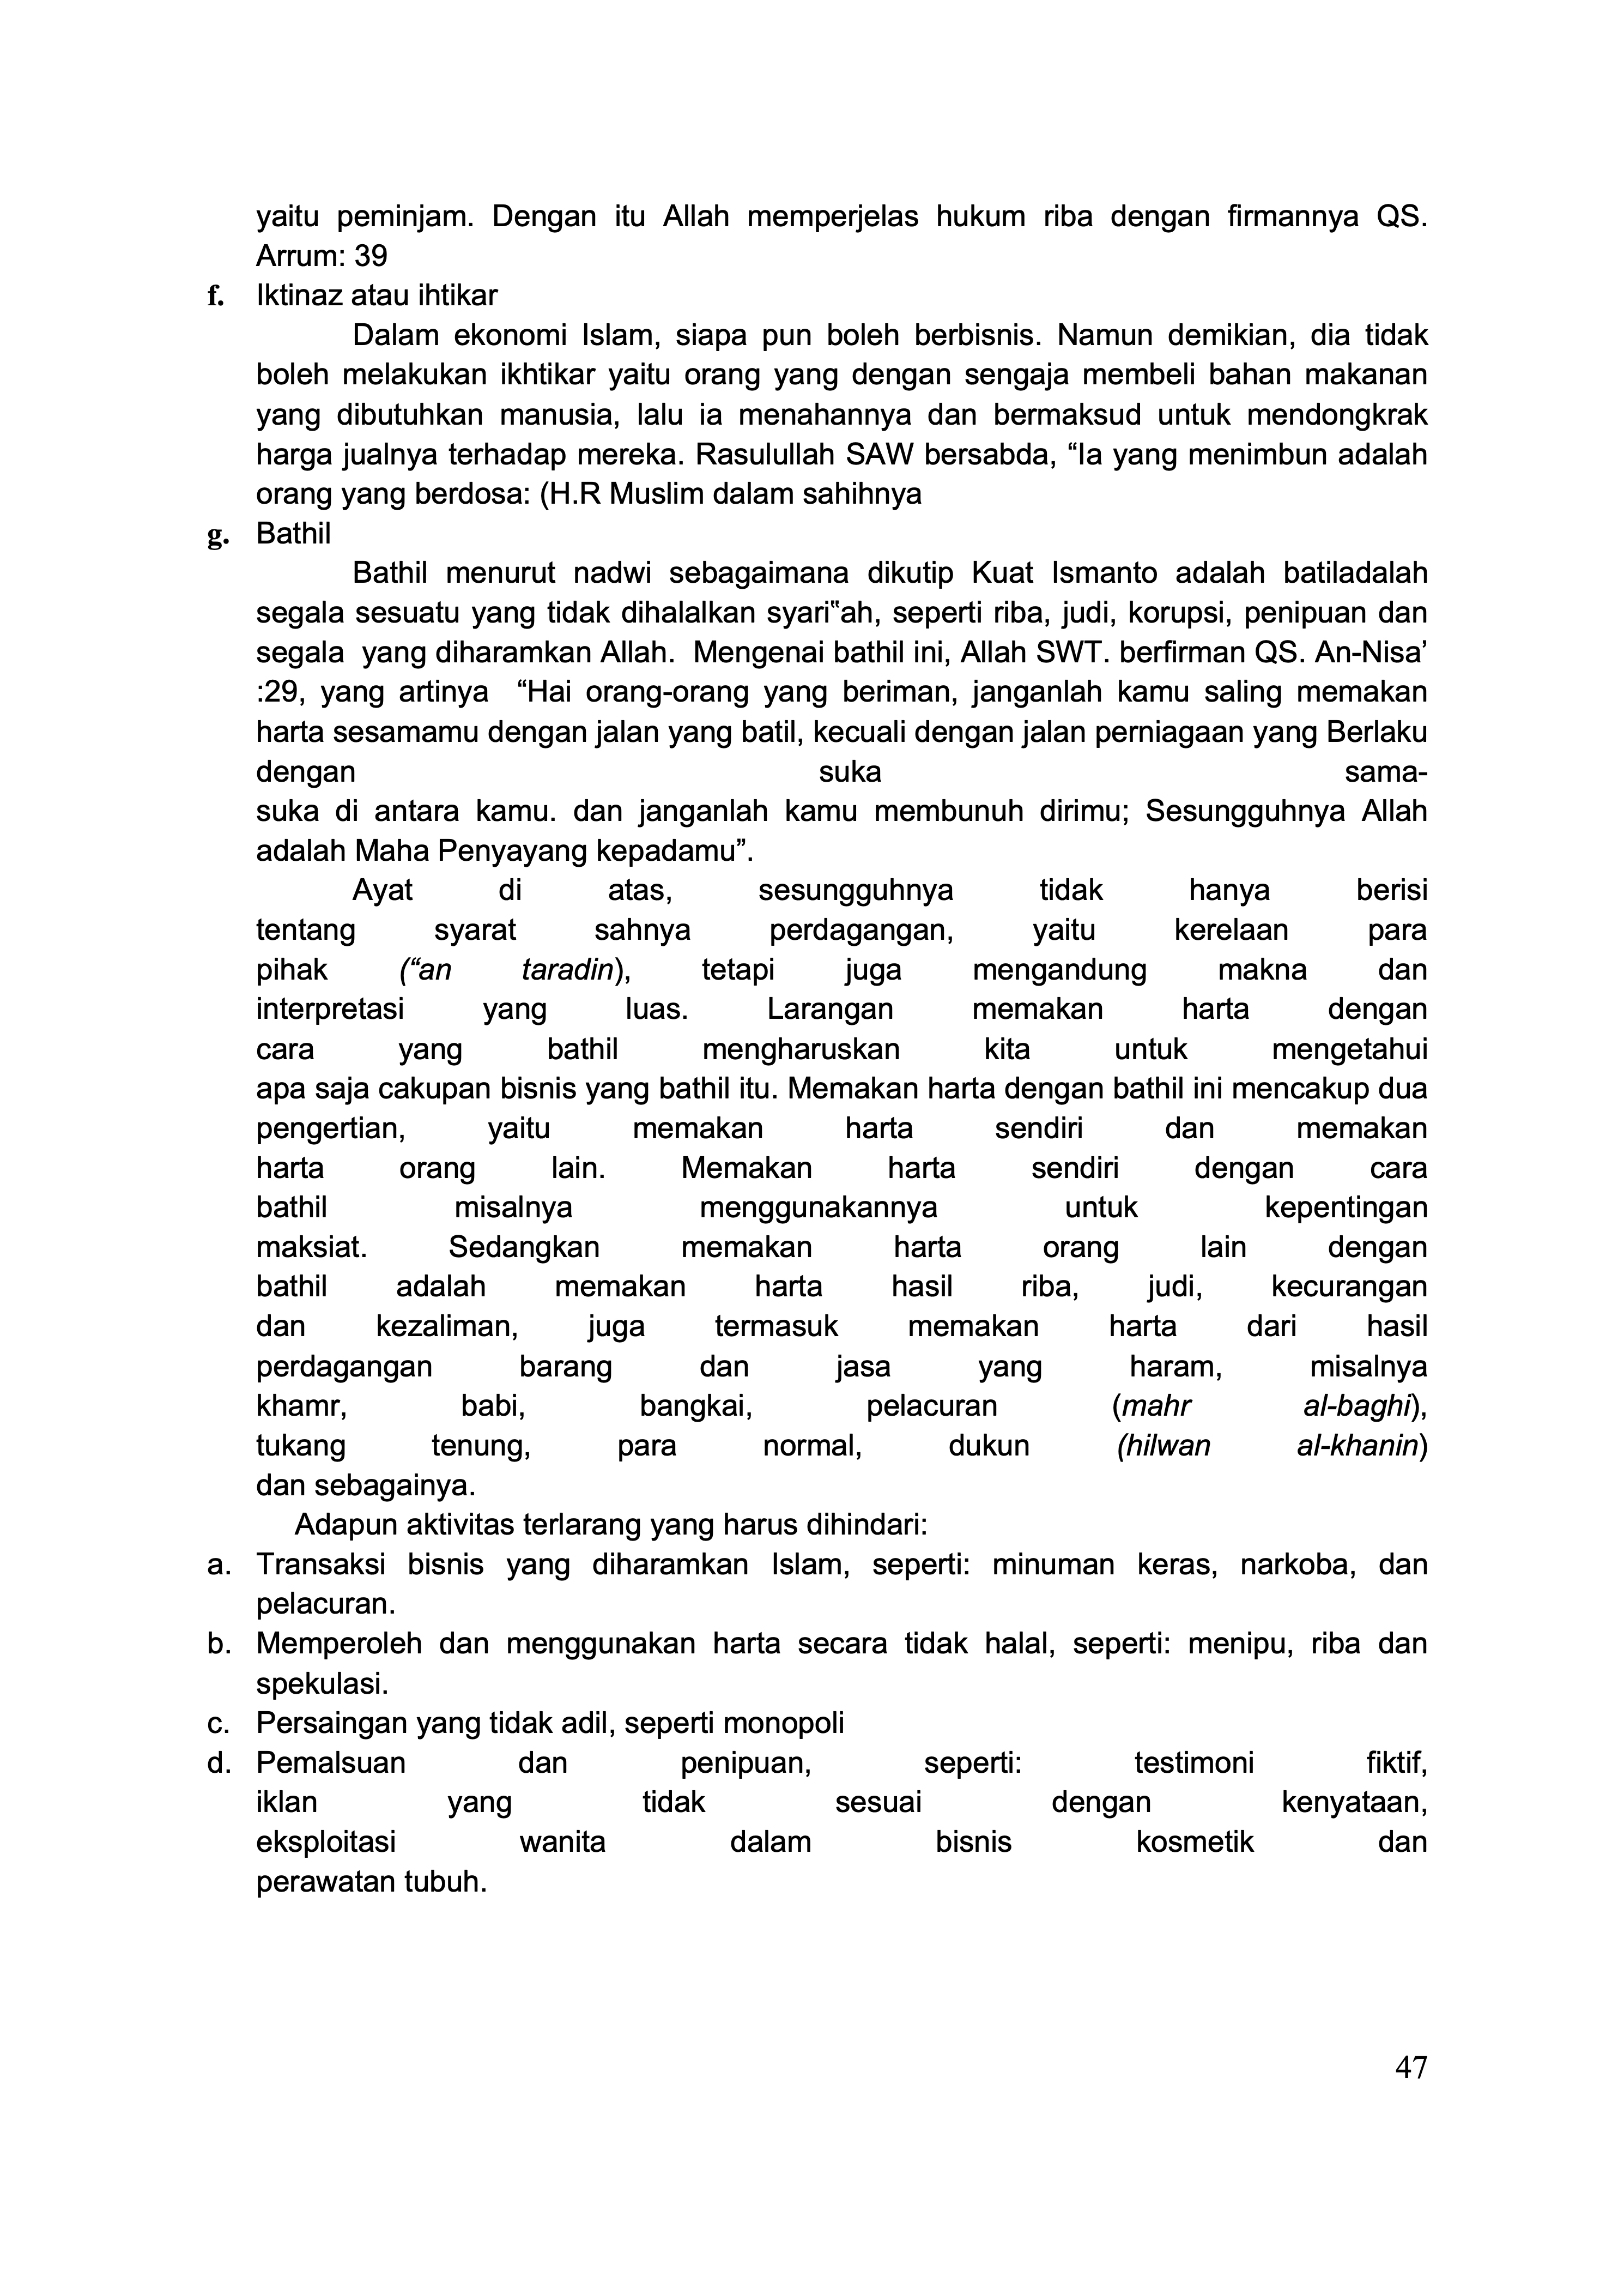 yaitu peminjam. Dengan itu Allah memperjelas hukum riba dengan firmannya QS.
Arrum: 39
f. Iktinaz atau ihtikar
Dalam ekonomi Islam, siapa pun boleh berbisnis. Namun demikian, dia tidak
boleh melakukan ikhtikar yaitu orang yang dengan sengaja membeli bahan makanan
yang dibutuhkan manusia, lalu ia menahannya dan bermaksud untuk mendongkrak
harga jualnya terhadap mereka. Rasulullah SAW bersabda, “Ia yang menimbun adalah
orang yang berdosa: (H.R Muslim dalam sahihnya
g. Bathil
Bathil menurut nadwi sebagaimana dikutip Kuat Ismanto adalah bataladalah
segala sesuatu yang tidak dihalalkan syari‟ah, seperti riba, judi, korupsi, penipuan dan
segala yang diharamkan Allah. Mengenai bathil ini, Allah SWT. berfirman QS. An-Nisa’
:29, yang artinya “Hai orang-orang yang beriman, janganlah kamu saling memakan
harta sesamamu dengan jalan yang batil, kecuali dengan jalan perniagaan yang Berlaku
dengan suka sama-
suka di antara kamu. dan janganlah kamu membunuh dirimu; Sesungguhnya Allah
adalah Maha Penyayang kepadamu”.
Ayat di atas, sesungguhnya tidak hanya berisi
tentang syarat sahnya perdagangan, yaitu kerelaan para
pihak (“an taradin), tetapi juga mengandung makna dan
interpretasi yang luas. Larangan memakan harta dengan
cara yang bathil mengharuskan kita untuk mengetahui
apa saja cakupan bisnis yang bathil itu. Memakan harta dengan bathil ini mencakup dua
pengertian, yaitu memakan harta sendiri dan memakan
harta orang lain. Memakan harta sendiri dengan cara
bathil misalnya menggunakannya untuk kepentingan
maksiat. Sedangkan memakan harta orang lain dengan
bathil adalah memakan harta hasil riba, judi, kecurangan
dan kezaliman, juga termasuk memakan harta dari hasil
perdagangan barang dan jasa yang haram, misalnya
khamr, babi, bangkai, pelacuran (mahr al-baghi),
tukang tenung, para normal, dukun (hilwan al-khanin)
dan sebagainya.
Adapun aktivitas terlarang yang harus dihindari:
a. Transaksi bisnis yang diharamkan Islam, seperti: minuman keras, narkoba, dan
pelacuran.
b. Memperoleh dan menggunakan harta secara tidak halal, seperti: menipu, riba dan
spekulasi.
c. Persaingan yang tidak adil, seperti monopoli
d. Pemalsuan dan penipuan, seperti: testimoni fiktif,
iklan yang tidak sesuai dengan kenyataan,
eksploitasi wanita dalam bisnis kosmetik dan
perawatan tubuh.
47